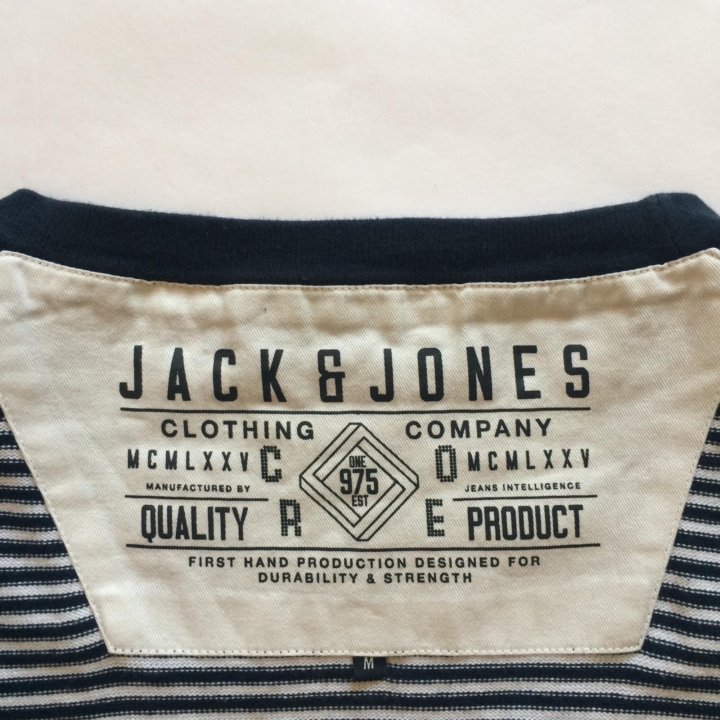 JACK & JONES
CLOTHING COMPANY
MCMLXXV C ONE O MCMLXXV
975
MANUFACTURED BY EST JEANS INTELLIGENCE
QUALITY R E PRODUCT
FIRST HAND PRODUCTION DESIGNED FOR
DURABILITY & STRENGTH
M